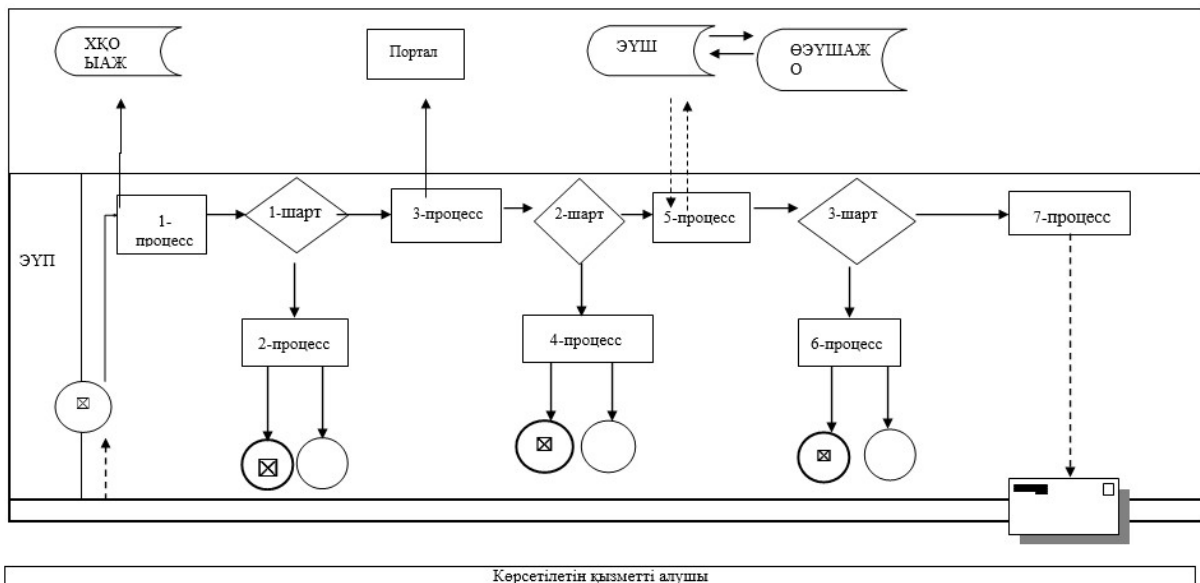 ХҚО
ЫАЖ
Портал
ЭҮШ
ӨЭҮШАЖ
О
ЭҮП
1-
процесс
1-шарт
3-процесс
2-шарт
5-процесс
3-шарт
7-процесс
2-процесс
4-процесс
6-процесс
Көрсетілетін қызметті алушы